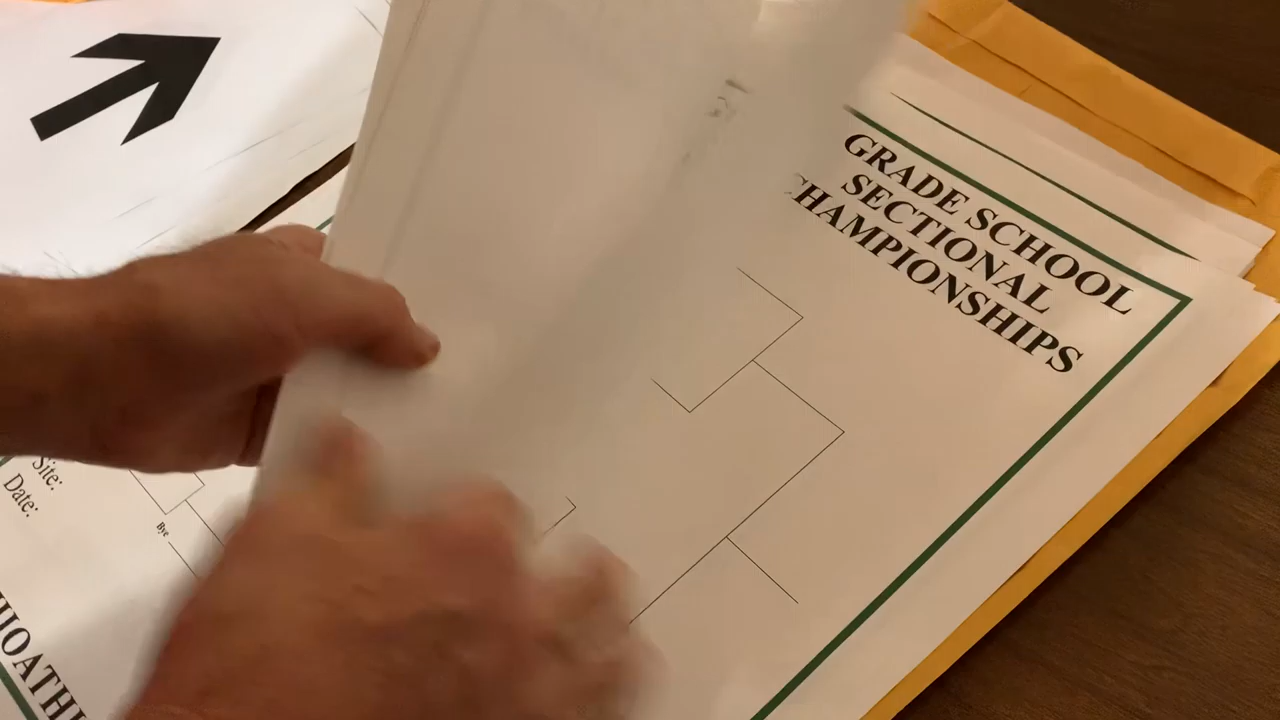 GRADE SCHOOL
SECTIONAL
CHAMPIONSHIPS
Site:
Date:
Bye